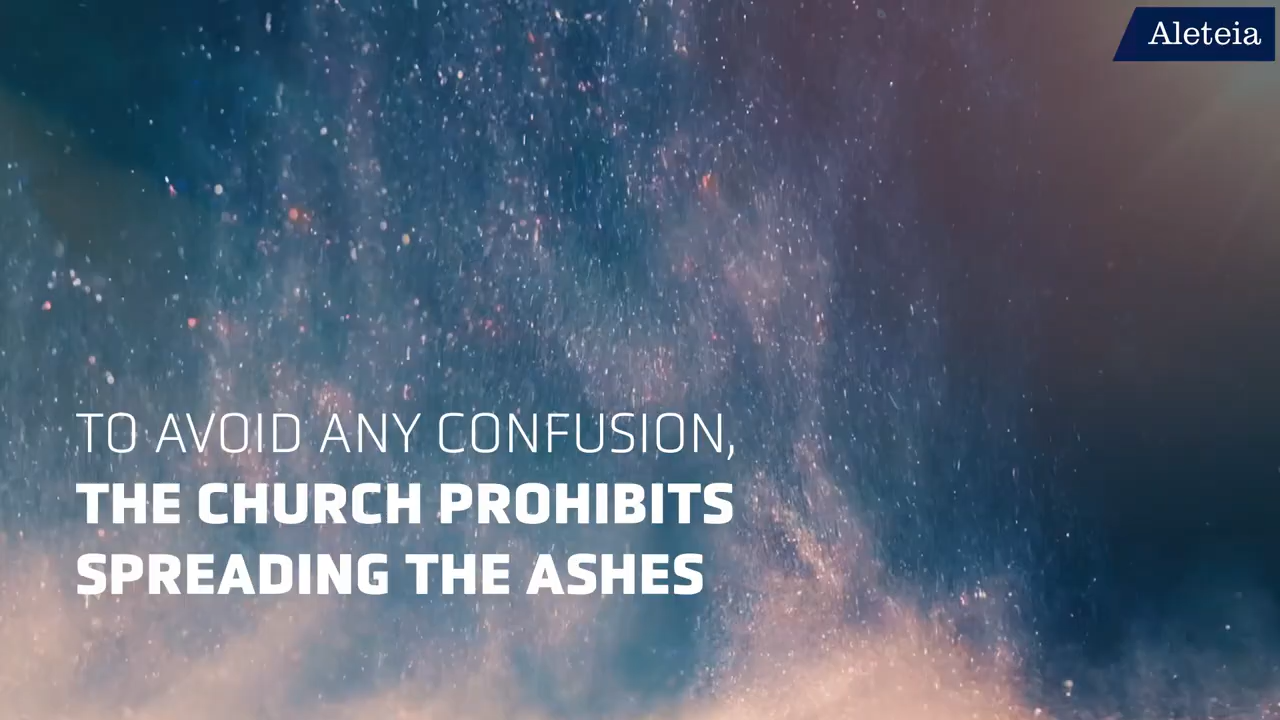 Aleteia
TO AVOID ANY CONFUSION,
THE CHURCH PROHIBITS
SPREADING THE ASHES